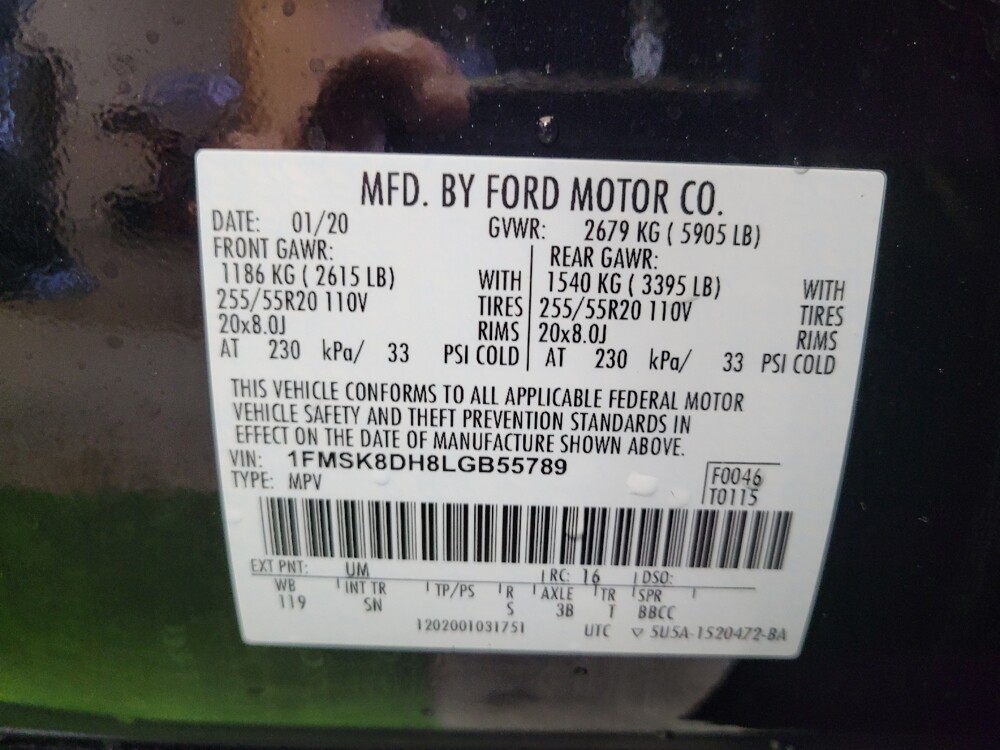 MFD. BY FORD MOTOR CO.
DATE: 01/20 GVWR: 2679 KG ( 5905 LB)
FRONT GAWR: REAR GAWR:
1186 KG ( 2615 LB) WITH 1540 KG ( 3395 LB) WITH
255/55R20 110V TIRES 255/55R20 110V TIRES
20x8.0J RIMS 20x8.0J RIMS
AT 230 kPa/ 33 PSI COLD AT 230 kPa/ 33 PSI COLD
THIS VEHICLE CONFORMS TO ALL APPLICABLE FEDERAL MOTOR
VEHICLE SAFETY AND THEFT PREVENTION STANDARDS IN
EFFECT ON THE DATE OF MANUFACTURE SHOWN ABOVE.
VIN: 1FMSK8DH8LGB55789
TYPE: MPV
F0046
T0115
EXT PNT: UM RC: 16 DSO:
WB INT TR TP/PS R AXLE TR SPR
119 SN S 3B T BBCC
1202001031751 UTC ▽ 5U5A-1520472-BA